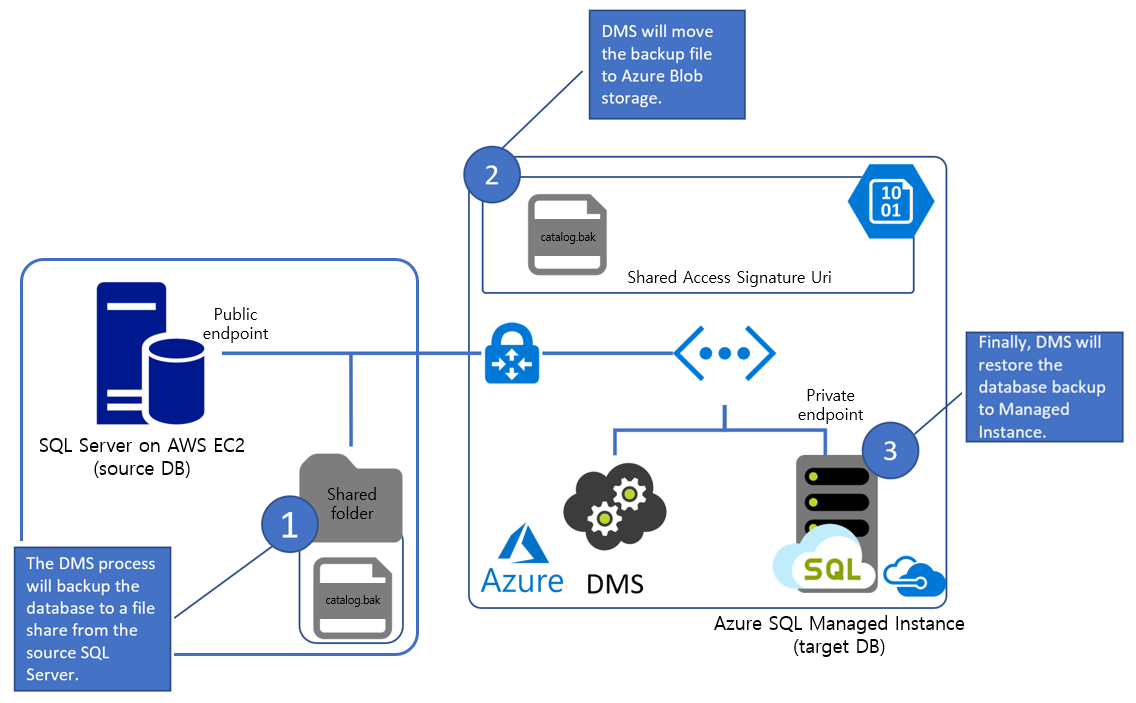 DMS will move
the backup file
to Azure Blob
storage.
2
10
01
catalog.bak
Shared Access Signature Uri
Public
endpoint
SQL Server on AWS EC2
(source DB)
Shared
folder
1
catalog.bak
The DMS process
will backup the
database to a file
share from the
source SQL
Server.
Private
endpoint
3
Finally, DMS will
restore the
database backup
to Managed
Instance.
Azure
DMS
SQL
Azure SQL Managed Instance
(target DB)